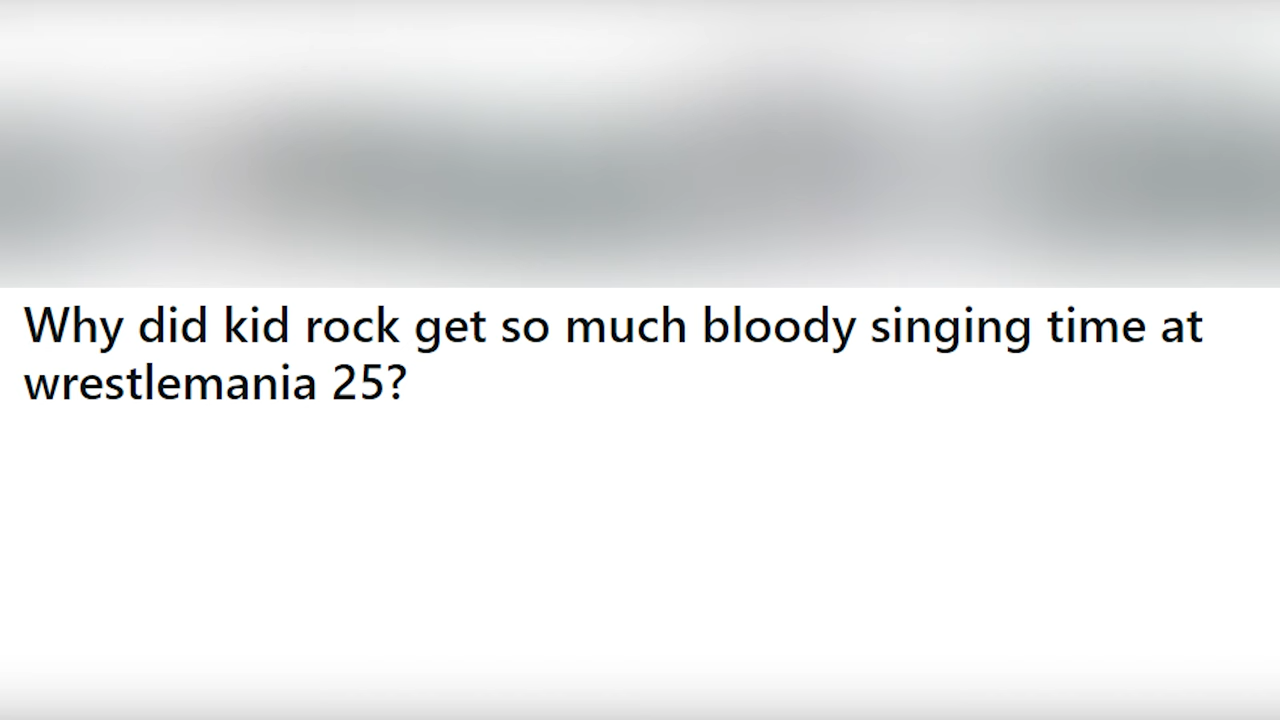 Why did kid rock get so much bloody singing time at
wrestlemania 25?